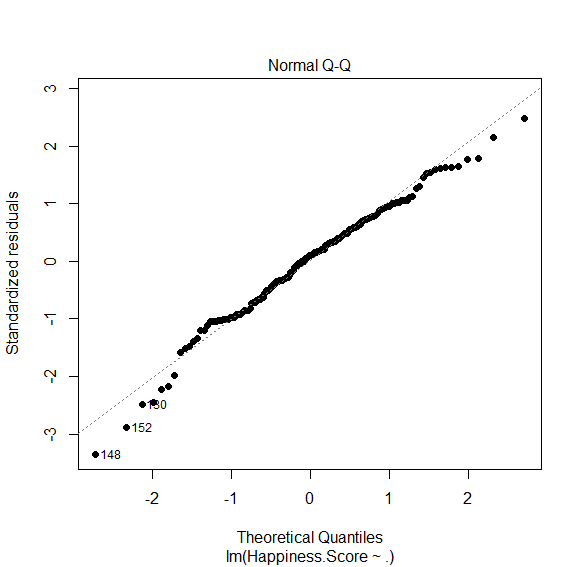 Normal Q-Q
Standardized residuals
3
2
1
0
-1
-2
-3
130
152
148
-2 -1 0 1 2
Theoretical Quantiles
lm(Happiness.Score ~ .)